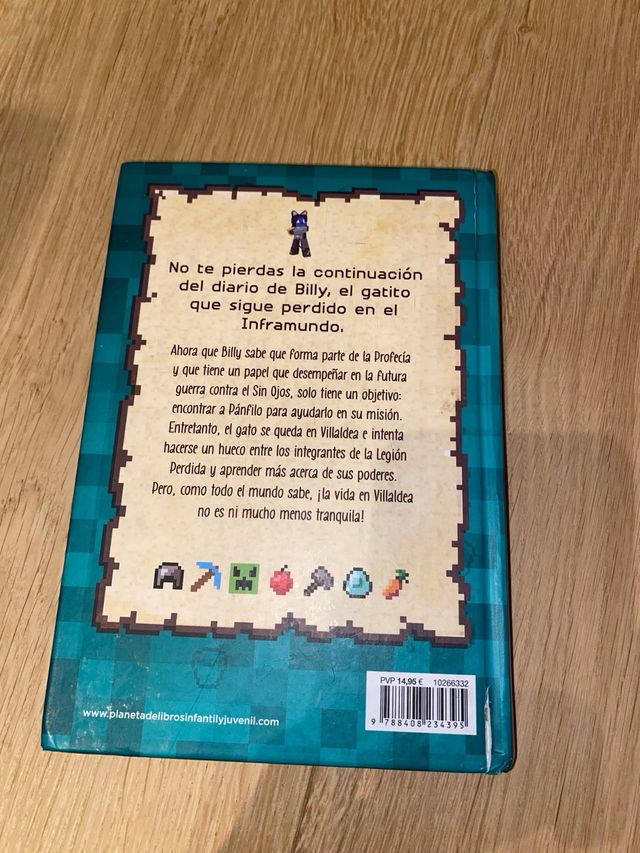 No te pierdas la continuación
del diario de Billy, el gatito
que sigue perdido en el
Inframundo.
Ahora que Billy sabe que forma parte de la Profecía
y que tiene un papel que desempeñar en la futura
guerra contra el Sin Ojos, solo tiene un objetivo:
encontrar a Pánfilo para ayudarlo en su misión.
Entretanto, el gato se queda en Villaldea e intenta
hacerse un hueco entre los integrantes de la Legión
Perdida y aprender más acerca de sus poderes.
Pero, como todo el mundo sabe, ¡la vida en Villaldea
no es ni mucho menos tranquila!
PVP 14,95 € 10266332
9 788408 234395
www.planetadelibrosinfantilyjuvenil.com